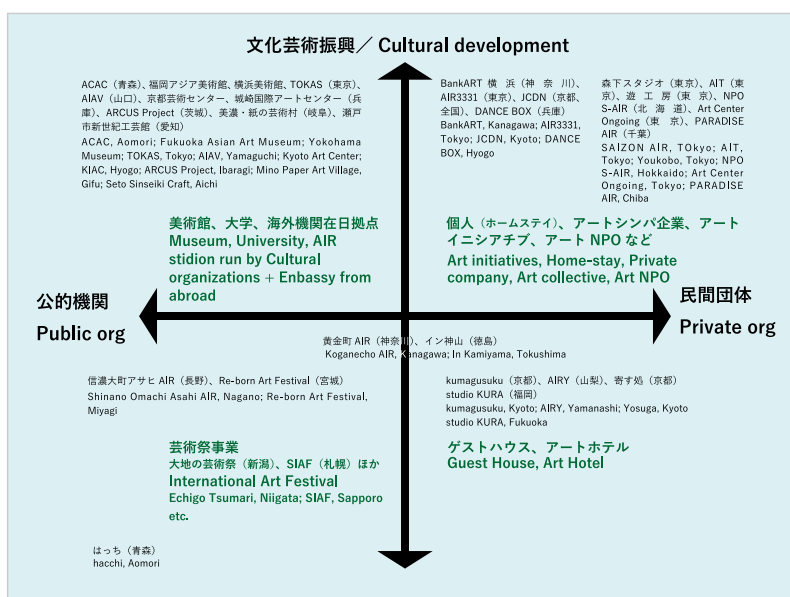 文化芸術振興／ Cultural development
ACAC（青森）、福岡アジア美術館、横浜美術館、TOKAS（東京）、
AIAV（山口）、京都芸術センター、城崎国際アートセンター（兵
庫）、ARCUS Project（茨城）、美濃・紙の芸術村（岐阜）、瀬戸
市新世紀工芸館（愛知）
ACAC, Aomori; Fukuoka Asian Art Museum; Yokohama
Museum; TOKAS, Tokyo; AIAV, Yamaguchi; Kyoto Art Center;
KIAC, Hyogo; ARCUS Project, Ibaragi; Mino Paper Art Village,
Gifu; Seto Sinseiki Craft, Aichi
BankART 横浜（神奈川）、
AIR3331（東京）、JCDN（京都、
全国）、DANCE BOX（兵庫）
BankART, Kanagawa; AIR3331,
Tokyo; JCDN, Kyoto; DANCE
BOX, Hyogo
森下スタジオ（東京）、AIT（東
京）、遊工房（東京）、NPO
S-AIR（北海道）、Art Center
Ongoing（東京）、PARADISE
AIR（千葉）
SAIZON AIR, TOkyo; AIT,
Tokyo; Youkobo, Tokyo; NPO
S-AIR, Hokkaido; Art Center
Ongoing, Tokyo; PARADISE
AIR, Chiba
美術館、大学、海外機関在日拠点
Museum, University, AIR
stidion run by Cultural
organizations + Enbassy from
abroad
個人（ホームステイ）、アートシンパ企業、アート
イニシアチブ、アート NPO など
Art initiatives, Home-stay, Private
company, Art collective, Art NPO
公的機関
Public org
民間団体
Private org
黄金町 AIR（神奈川）、イン神山（徳島）
Koganecho AIR, Kanagawa; In Kamiyama, Tokushima
信濃大町アサヒ AIR（長野）、Re-born Art Festival（宮城）
Shinano Omachi Asahi AIR, Nagano; Re-born Art Festival,
Miyagi
kumagusuku（京都）、AIRY（山梨）、寄す処（京都）
studio KURA（福岡）
kumagusuku, Kyoto; AIRY, Yamanashi; Yosuga, Kyoto
studio KURA, Fukuoka
芸術祭事業
大地の芸術祭（新潟）、SIAF（札幌）ほか
International Art Festival
Echigo Tsumari, Niigata; SIAF, Sapporo
etc.
ゲストハウス、アートホテル
Guest House, Art Hotel
はっち（青森）
hacchi, Aomori